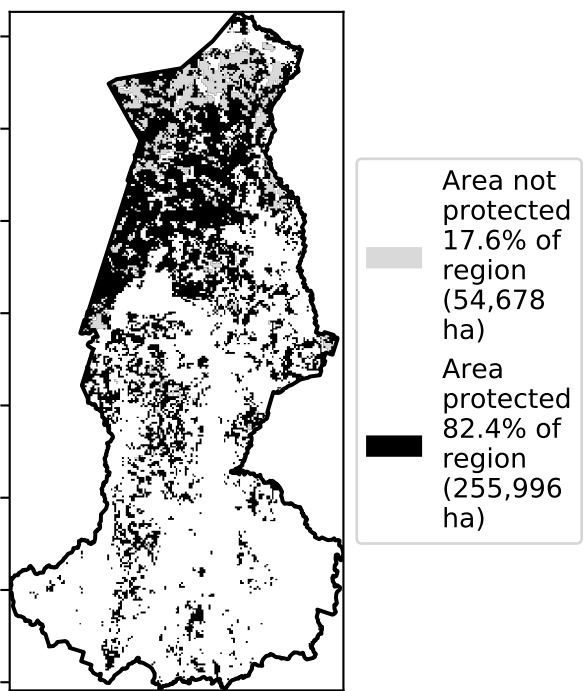 Area not
protected
17.6% of
region
(54,678
ha)
Area
protected
82.4% of
region
(255,996
ha)